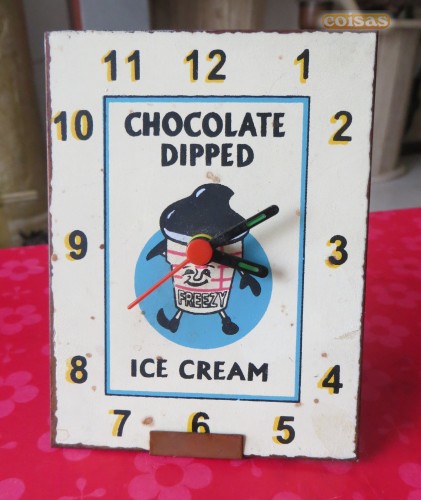 coisas
11 12 1
10 2
CHOCOLATE
DIPPED
9 3
FREEZY
8 4
ICE CREAM
7 6 5